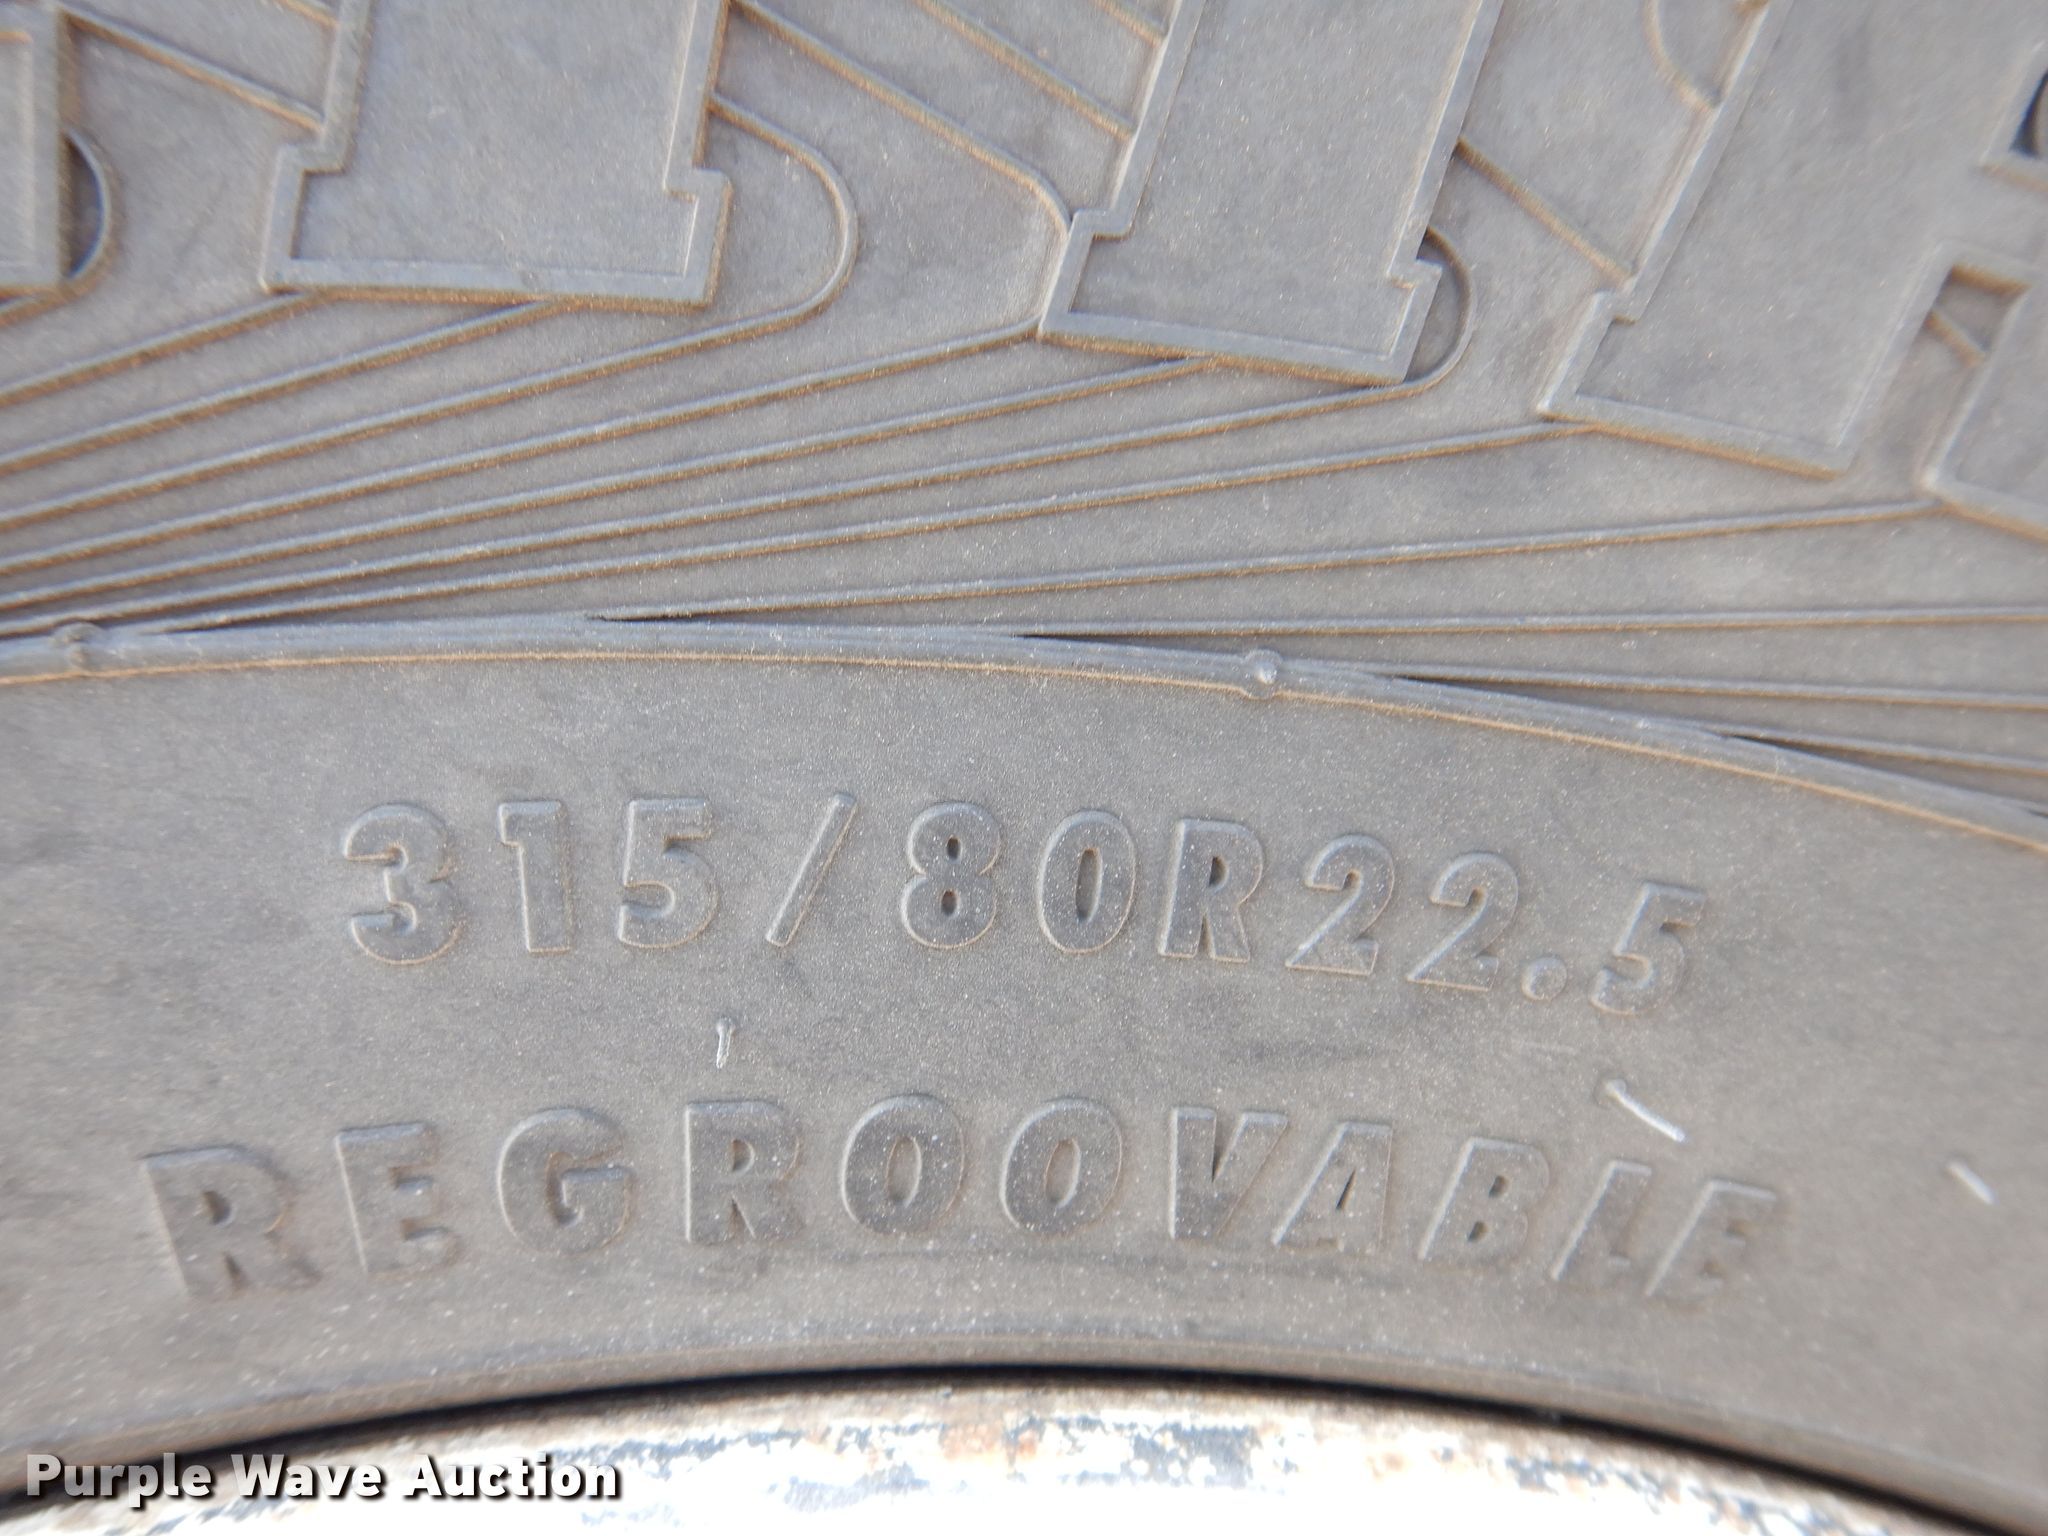 315/80R22.5
REGROOVABLE
Purple Wave Auction